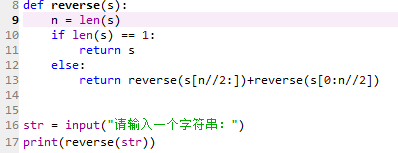 8 def reverse(s):
9     n = len(s)
10     if len(s) == 1:
11         return s
12     else:
13         return reverse(s[n//2:])+reverse(s[0:n//2])
14
15
16 str = input("请输入一个字符串：")
17 print(reverse(str))